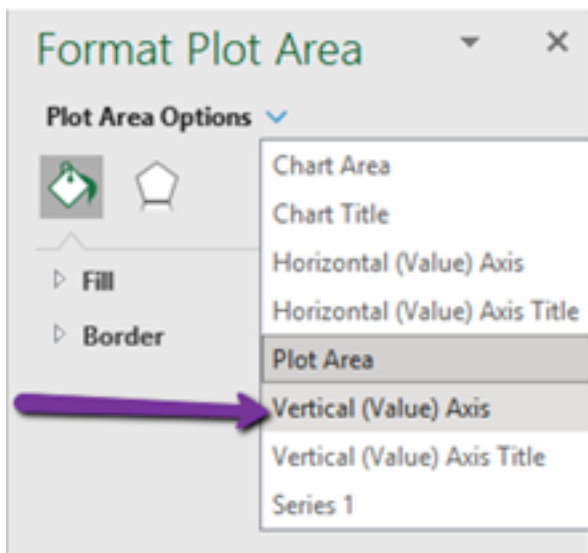 Format Plot Area
Plot Area Options
Chart Area
Chart Title
Horizontal (Value) Axis
Horizontal (Value) Axis Title
Plot Area
Vertical (Value) Axis
Vertical (Value) Axis Title
Series 1
Fill
Border